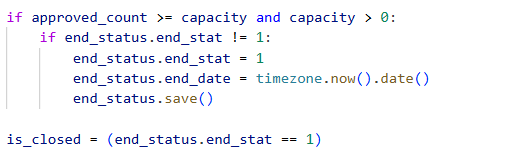 if approved_count >= capacity and capacity > 0:
    if end_status.end_stat != 1:
        end_status.end_stat = 1
        end_status.end_date = timezone.now().date()
        end_status.save()

is_closed = (end_status.end_stat == 1)